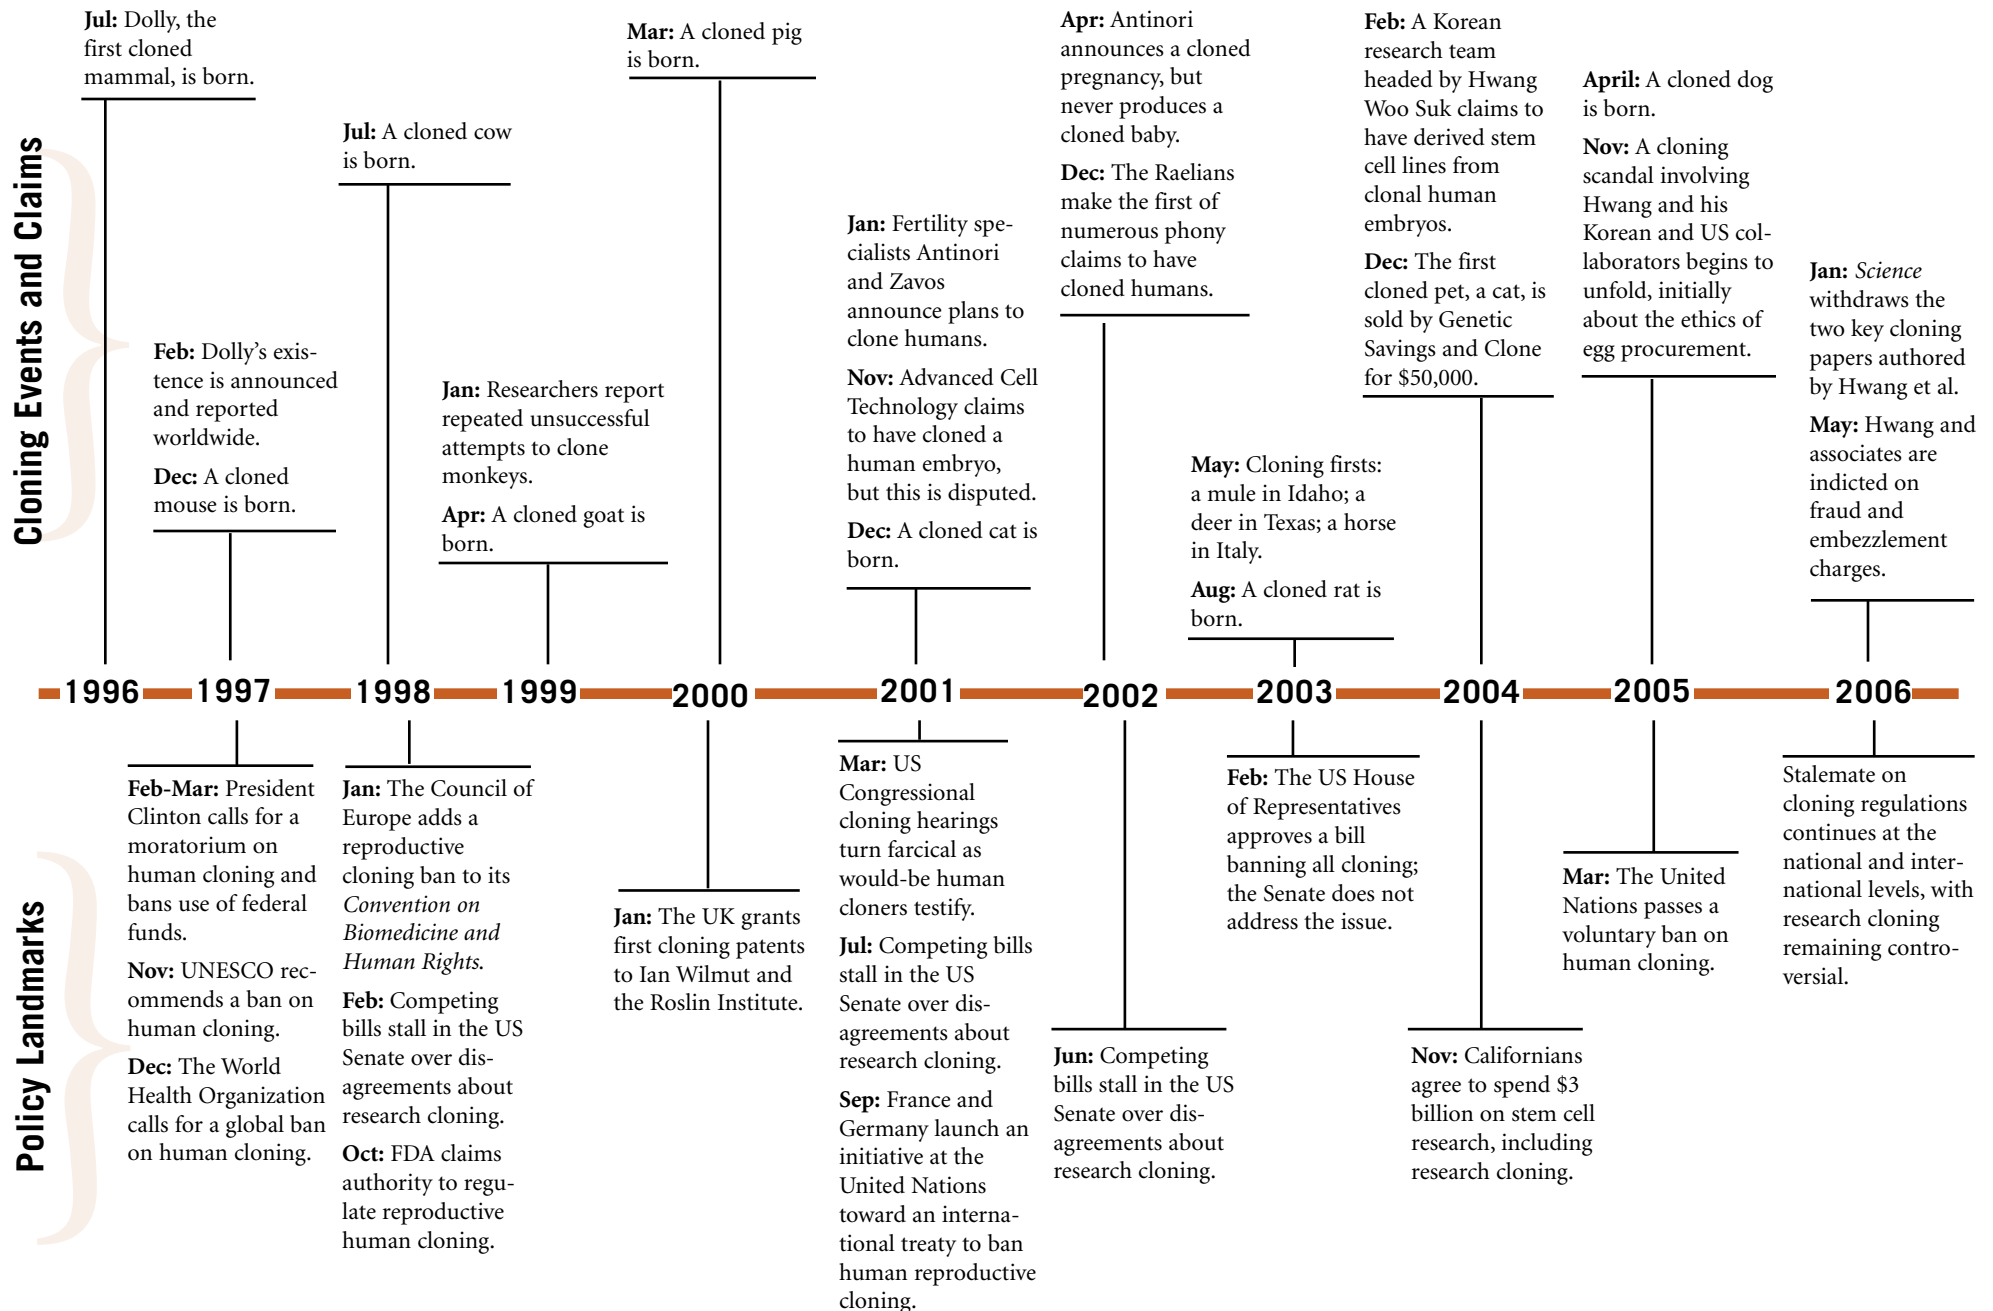 Cloning Events and Claims
Jul: Dolly, the
first cloned
mammal, is born.
Feb: Dolly’s exis-
tence is announced
and reported
worldwide.
Dec: A cloned
mouse is born.
Jul: A cloned cow
is born.
Jan: Researchers report
repeated unsuccessful
attempts to clone
monkeys.
Apr: A cloned goat is
born.
Mar: A cloned pig
is born.
Jan: Fertility spe-
cialists Antinori
and Zavos
announce plans to
clone humans.
Nov: Advanced Cell
Technology claims
to have cloned a
human embryo,
but this is disputed.
Dec: A cloned cat is
born.
Apr: Antinori
announces a cloned
pregnancy, but
never produces a
cloned baby.
Dec: The Raelians
make the first of
numerous phony
claims to have
cloned humans.
May: Cloning firsts:
a mule in Idaho; a
deer in Texas; a horse
in Italy.
Aug: A cloned rat is
born.
Feb: A Korean
research team
headed by Hwang
Woo Suk claims to
have derived stem
cell lines from
clonal human
embryos.
Dec: The first
cloned pet, a cat, is
sold by Genetic
Savings and Clone
for $50,000.
April: A cloned dog
is born.
Nov: A cloning
scandal involving
Hwang and his
Korean and US col-
laborators begins to
unfold, initially
about the ethics of
egg procurement.
Jan: Science
withdraws the
two key cloning
papers authored
by Hwang et al.
May: Hwang and
associates are
indicted on
fraud and
embezzlement
charges.
1996 1997 1998 1999 2000 2001 2002 2003 2004 2005 2006
Policy Landmarks
Feb-Mar: President
Clinton calls for a
moratorium on
human cloning and
bans use of federal
funds.
Nov: UNESCO rec-
ommends a ban on
human cloning.
Dec: The World
Health Organization
calls for a global ban
on human cloning.
Jan: The Council of
Europe adds a
reproductive
cloning ban to its
Convention on
Biomedicine and
Human Rights.
Feb: Competing
bills stall in the US
Senate over dis-
agreements about
research cloning.
Oct: FDA claims
authority to regu-
late reproductive
human cloning.
Jan: The UK grants
first cloning patents
to Ian Wilmut and
the Roslin Institute.
Mar: US
Congressional
cloning hearings
turn farcical as
would-be human
cloners testify.
Jul: Competing bills
stall in the US
Senate over dis-
agreements about
research cloning.
Sep: France and
Germany launch an
initiative at the
United Nations
toward an interna-
tional treaty to ban
human reproductive
cloning.
Jun: Competing
bills stall in the US
Senate over dis-
agreements about
research cloning.
Feb: The US House
of Representatives
approves a bill
banning all cloning;
the Senate does not
address the issue.
Nov: Californians
agree to spend $3
billion on stem cell
research, including
research cloning.
Mar: The United
Nations passes a
voluntary ban on
human cloning.
Stalemate on
cloning regulations
continues at the
national and inter-
national levels, with
research cloning
remaining contro-
versial.